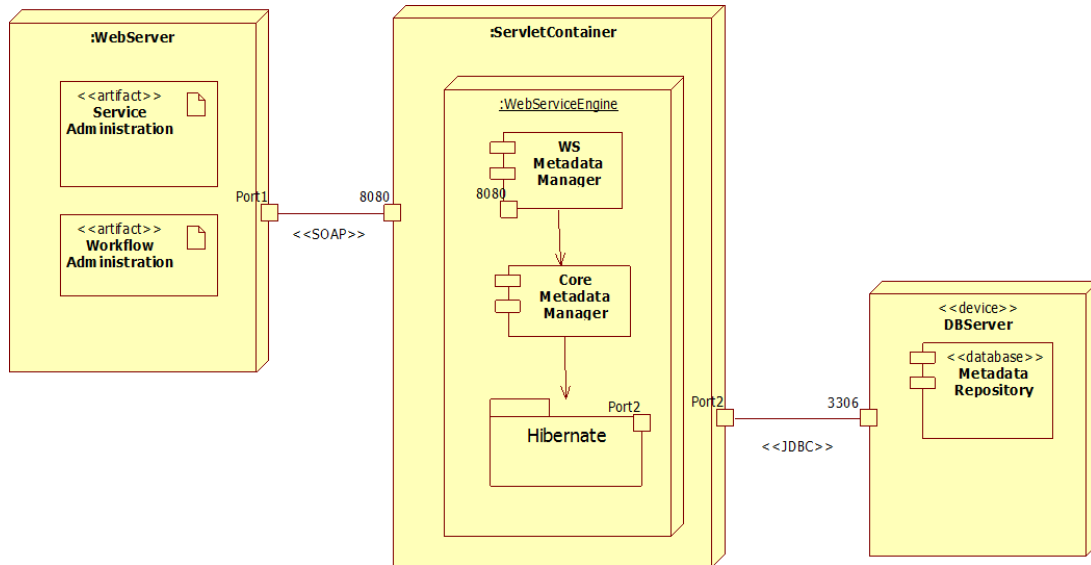 :WebServer
<<artifact>>
Service
Administration
Port1
<<artifact>>
Workflow
Administration
<<SOAP>>
:ServletContainer
8080
:WebServiceEngine
WS
Metadata
Manager
8080
Core
Metadata
Manager
Port2
Hibernate
Port2
<<JDBC>>
3306
<<device>>
DBServer
<<database>>
Metadata
Repository